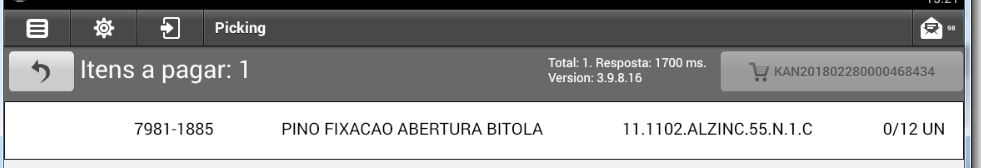 Picking
98
Itens a pagar: 1
Total: 1. Resposta: 1700 ms.
Version: 3.9.8.16
KAN201802280000468434
7981-1885 PINO FIXACAO ABERTURA BITOLA 11.1102.ALZINC.55.N.1.C 0/12 UN